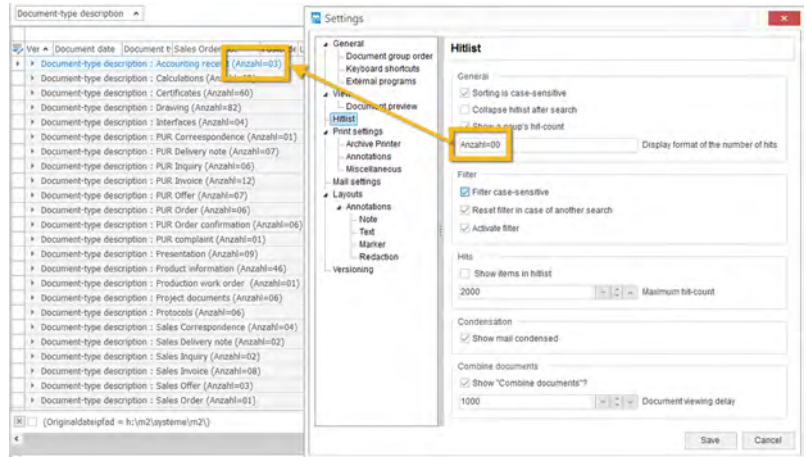 Document-type description
Ver Document date Document t Sales Order
Document-type description : Accounting receipt (Anzahl=03)
Document-type description : Calculations
Document-type description : Certificates (Anzahl=60)
Document-type description : Drawing (Anzahl=82)
Document-type description : Interfaces (Anzahl=04)
Document-type description : PUR Correespondence (Anzahl=01)
Document-type description : PUR Delivery note (Anzahl=07)
Document-type description : PUR Inquiry (Anzahl=06)
Document-type description : PUR Invoice (Anzahl=12)
Document-type description : PUR Offer (Anzahl=07)
Document-type description : PUR Order (Anzahl=06)
Document-type description : PUR Order confirmation (Anzahl=06)
Document-type description : PUR complaint (Anzahl=01)
Document-type description : Presentation (Anzahl=09)
Document-type description : Product information (Anzahl=46)
Document-type description : Production work order (Anzahl=01)
Document-type description : Project documents (Anzahl=06)
Document-type description : Protocols (Anzahl=06)
Document-type description : Sales Correspondence (Anzahl=04)
Document-type description : Sales Delivery note (Anzahl=02)
Document-type description : Sales Inquiry (Anzahl=02)
Document-type description : Sales Invoice (Anzahl=08)
Document-type description : Sales Offer (Anzahl=03)
Document-type description : Sales Order (Anzahl=01)
(Originaldateipfad = h:\m2\systeme\m2\)
Settings
General
Document group order
Keyboard shortcuts
External programs
View
Document preview
Hitlist
Print settings
Archive Printer
Annotations
Miscellaneous
Mail settings
Layouts
Annotations
Note
Text
Marker
Redaction
Versioning
Hitlist
General
Sorting is case-sensitive
Collapse hitlist after search
Show a goup's hit-count
Anzahl=00 Display format of the number of hits
Filter
Filter case-sensitive
Reset filter in case of another search
Activate filter
Hits
Show items in hitlist
2000 Maximum hit-count
Condensation
Show mail condensed
Combine documents
Show "Combine documents"?
1000 Document viewing delay
Save Cancel